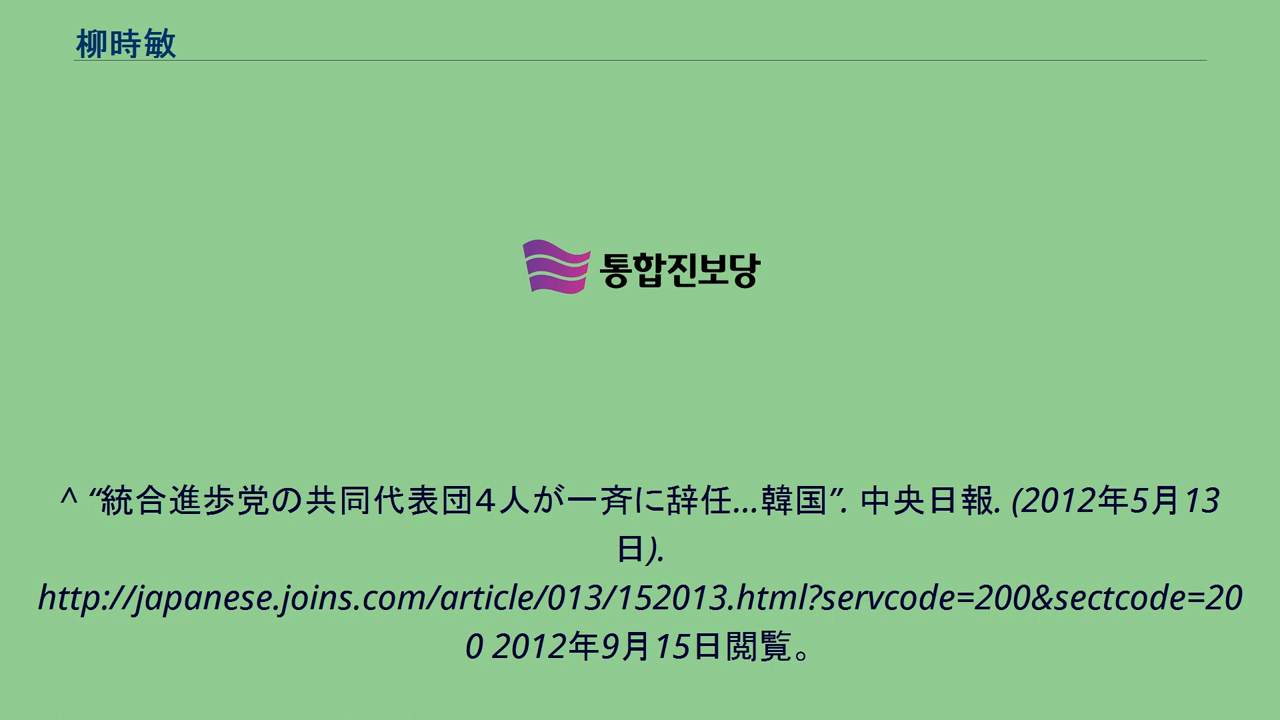 柳時敏
통합진보당
^ “統合進歩党の共同代表団４人が一斉に辞任…韓国”. 中央日報. (2012年5月13
日).
http://japanese.joins.com/article/013/152013.html?servcode=200&sectcode=20
0 2012年9月15日閲覧。